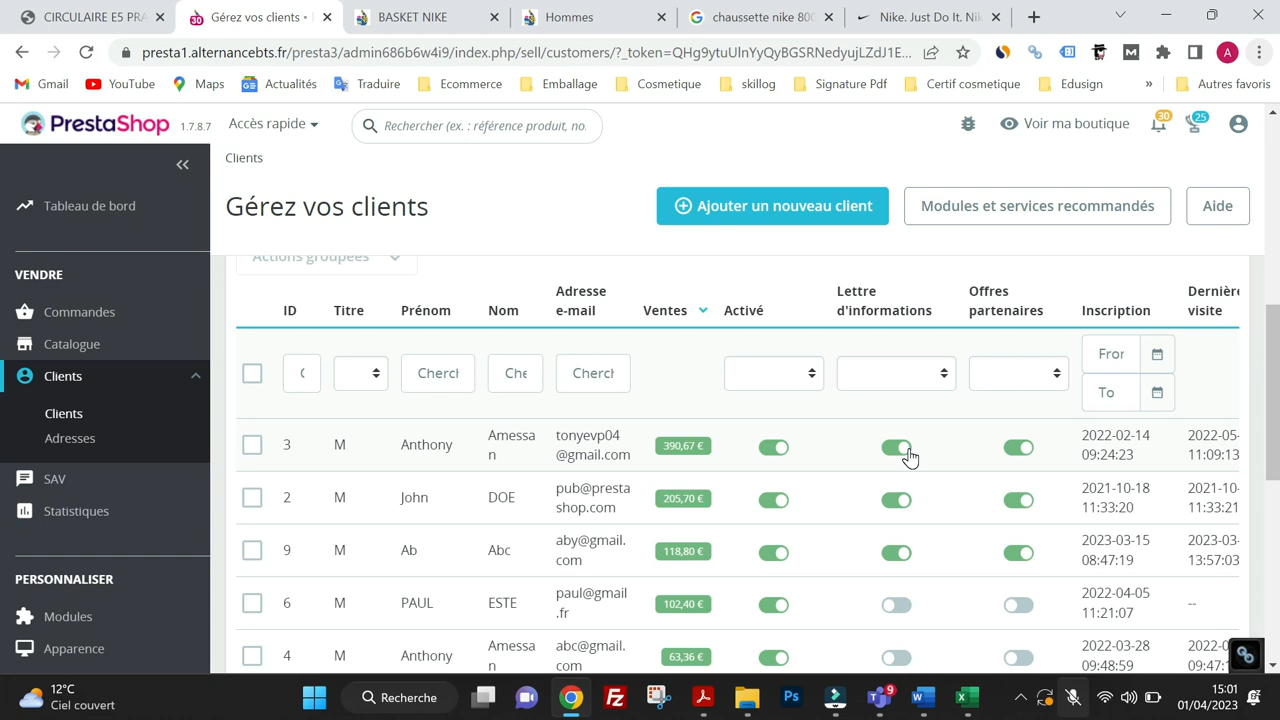 CIRCULAIRE E5 PRA
Gérez vos clients •
BASKET NIKE
Hommes
chaussette nike 800
Nike. Just Do It. Nik
presta1.alternancebts.fr/presta3/admin686b6w4i9/index.php/sell/customers/?_token=QHg9ytuUlnYyQyBGSRNedyujLZdJ1E...
Gmail YouTube Maps Actualités Traduire Ecommerce Emballage Cosmetique skillog Signature Pdf Certif cosmetique Edusign » Autres favoris
PrestaShop 1.7.8.7 Accès rapide Rechercher (ex. : référence produit, no. Voir ma boutique 30 25
Clients
Gérez vos clients
Ajouter un nouveau client
Modules et services recommandés
Aide
Tableau de bord
VENDRE
Commandes
Catalogue
Clients
Clients
Adresses
SAV
Statistiques
PERSONNALISER
Modules
Apparence
Actions groupées
ID Titre Prénom Nom Adresse e-mail Ventes Activé Lettre d'informations Offres partenaires Inscription Dernière visite
Cherch Che Cherch From
To
3 M Anthony Amessan tonyevp04@gmail.com 390,67 € 2022-02-14 09:24:23 2022-05- 11:09:13
2 M John DOE pub@prestashop.com 205,70 € 2021-10-18 11:33:20 2021-10- 11:33:21
9 M Ab Abc aby@gmail.com 118,80 € 2023-03-15 08:47:19 2023-03- 13:57:03
6 M PAUL ESTE paul@gmail.fr 102,40 € 2022-04-05 11:21:07 --
4 M Anthony Amessan abc@gmail.com 63,36 € 2022-03-28 09:48:59
12°C
Ciel couvert
Recherche
9
15:01
01/04/2023